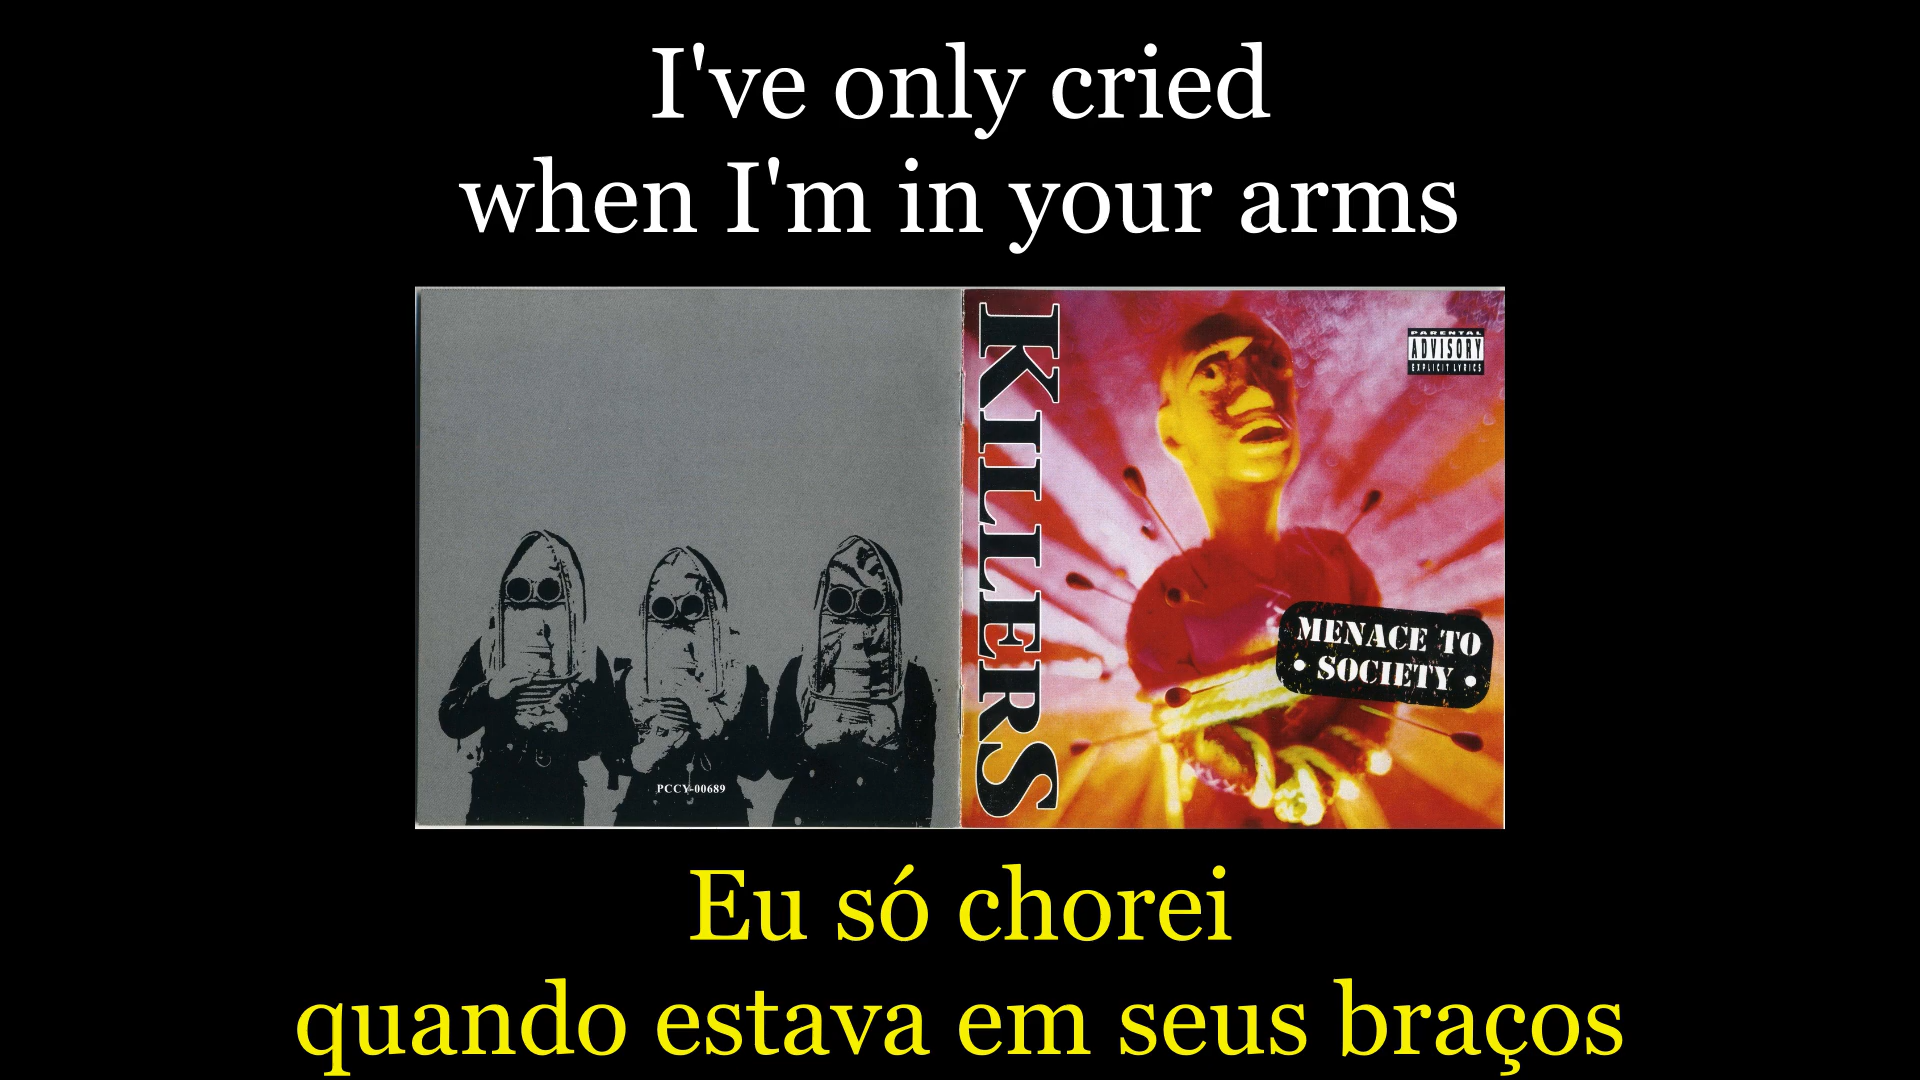 I've only cried
when I'm in your arms
KILLERS
PARENTAL
ADVISORY
EXPLICIT LYRICS
MENACE TO
• SOCIETY •
PCCY-00689
Eu só chorei
quando estava em seus braços